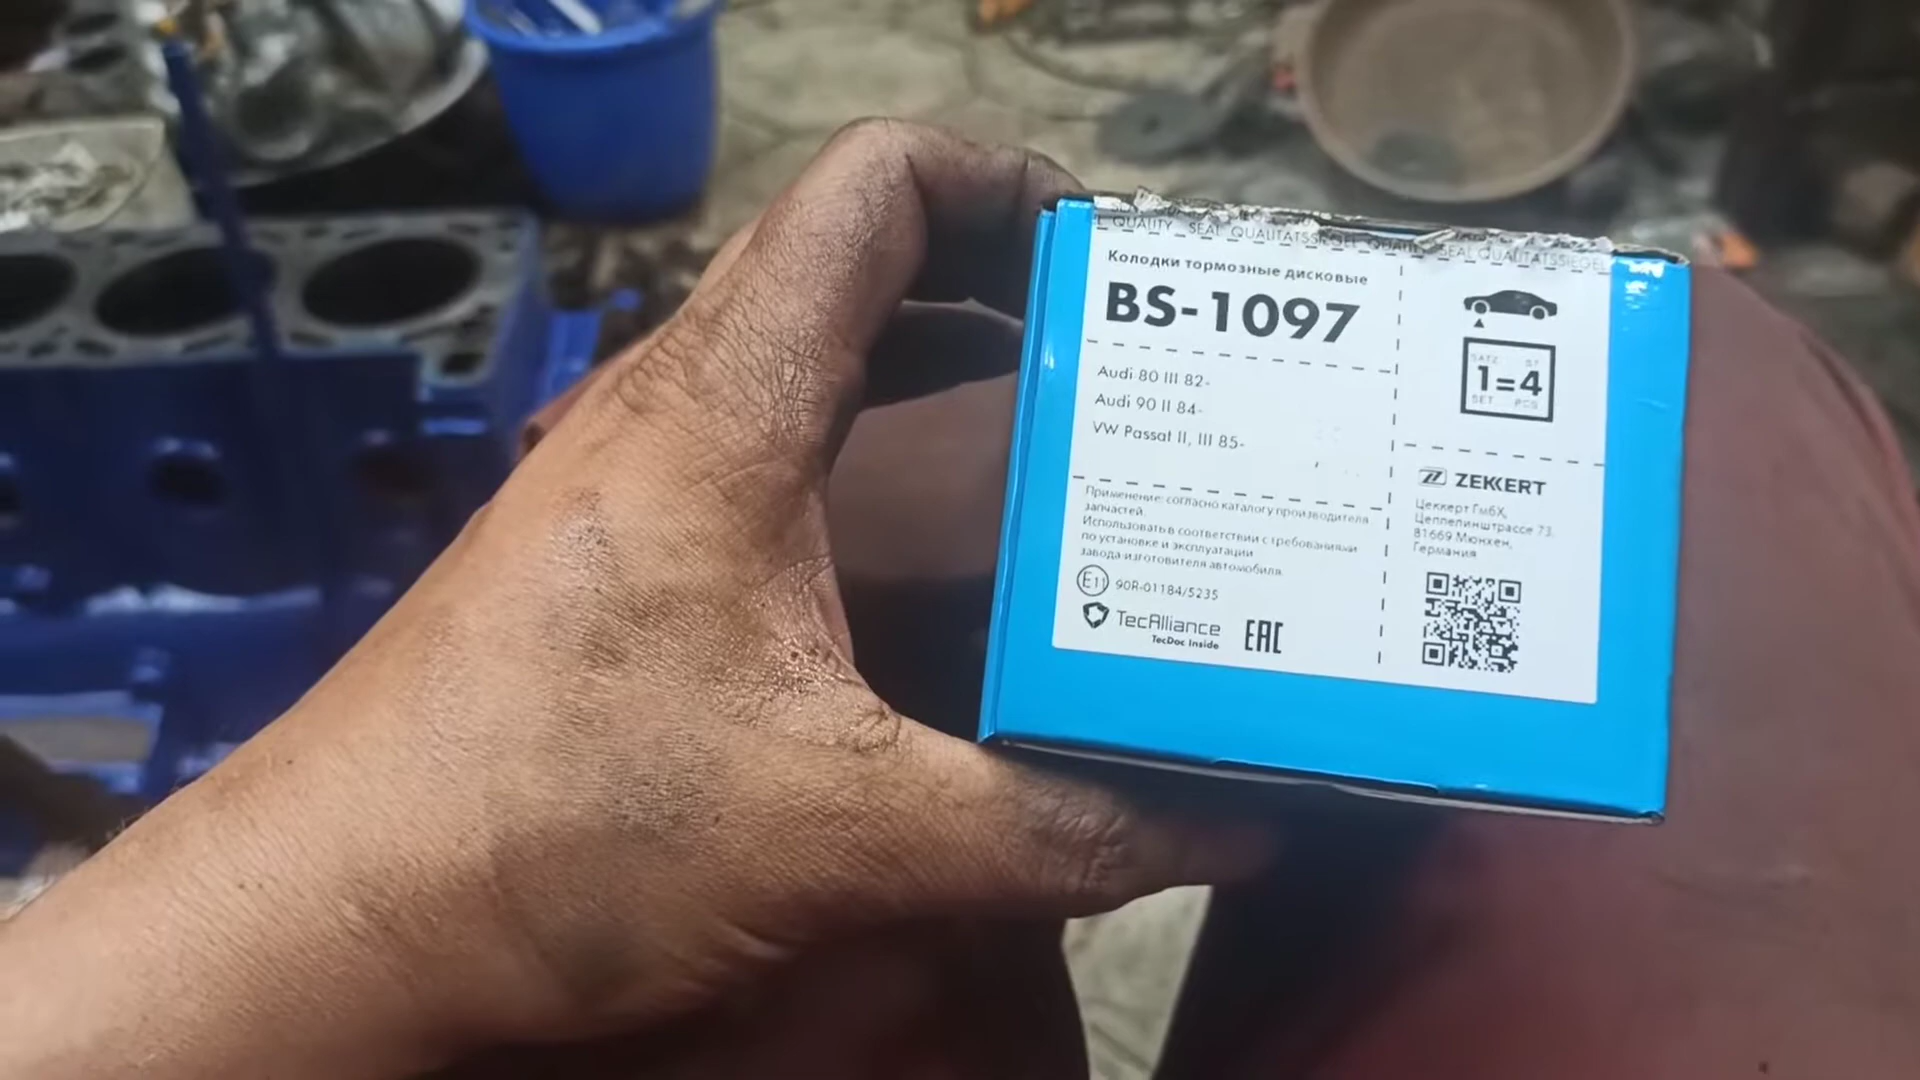 L QUALITY SEAL QUALITATSSIEGEL QUALITY SEAL QUALITATSSIEGEL
Колодки тормозные дисковые
BS-1097
Audi 80 III 82-
Audi 90 II 84-
VW Passat II, III 85-
Применение: согласно каталогу производителя
запчастей.
Использовать в соответствии с требованиями
по установке и эксплуатации
завода-изготовителя автомобиля.
E11 90R-01184/5235
TecAlliance
TecDoc Inside
EAC
SATZ ST
1=4
SET PCS
ZEKKERT
Цеккерт ГмбХ,
Цеппелинштрассе 73,
81669 Мюнхен,
Германия